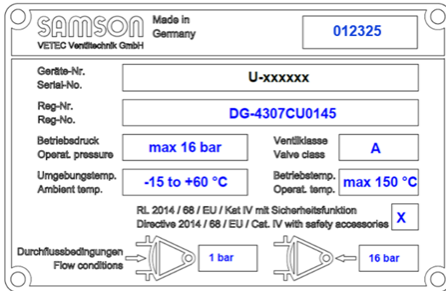 SAMSON
Made in
Germany
VETEC Ventiltechnik GmbH
012325
Geräte-Nr.
Serial-No.
U-xxxxxx
Reg-Nr.
Reg-No.
DG-4307CU0145
Betriebsdruck
Operat. pressure
max 16 bar
Ventilklasse
Valve class
A
Umgebungstemp.
Ambient temp.
-15 to +60 °C
Betriebstemp.
Operat. temp.
max 150 °C
RL 2014 / 68 / EU / Kat IV mit Sicherheitsfunktion
Directive 2014 / 68 / EU / Cat. IV with safety accessories
X
Durchflussbedingungen
Flow conditions
1 bar
16 bar